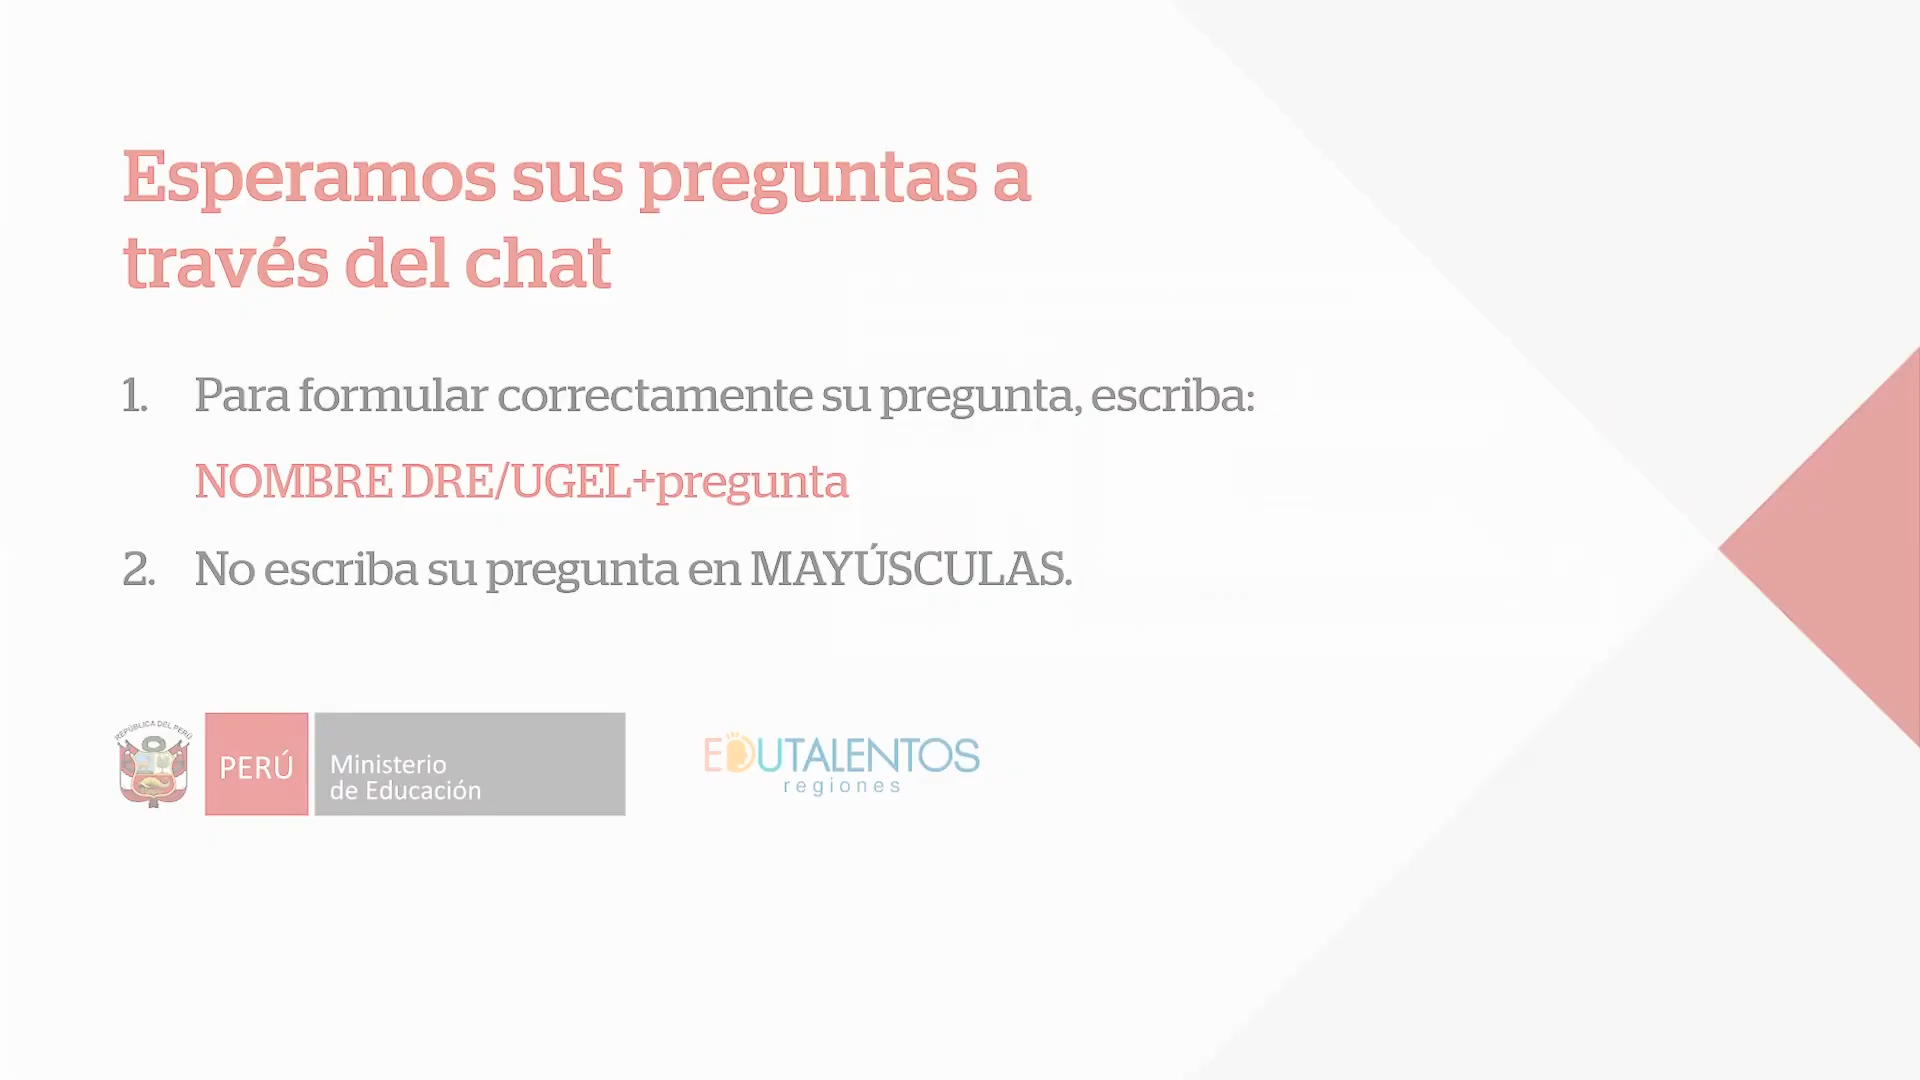 Esperamos sus preguntas a
través del chat
1. Para formular correctamente su pregunta, escriba:
NOMBRE DRE/UGEL+pregunta
2. No escriba su pregunta en MAYÚSCULAS.
REPÚBLICA DEL PERÚ
PERÚ
Ministerio
de Educación
EDUTALENTOS
regiones